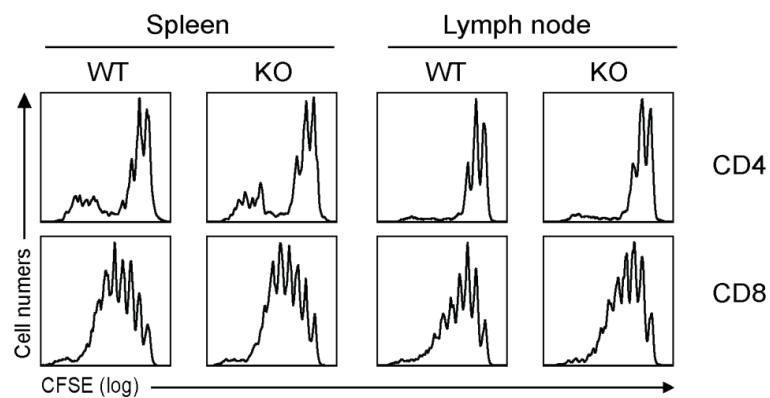 Spleen Lymph node
WT KO WT KO
CD4
CD8
Cell numers
CFSE (log)